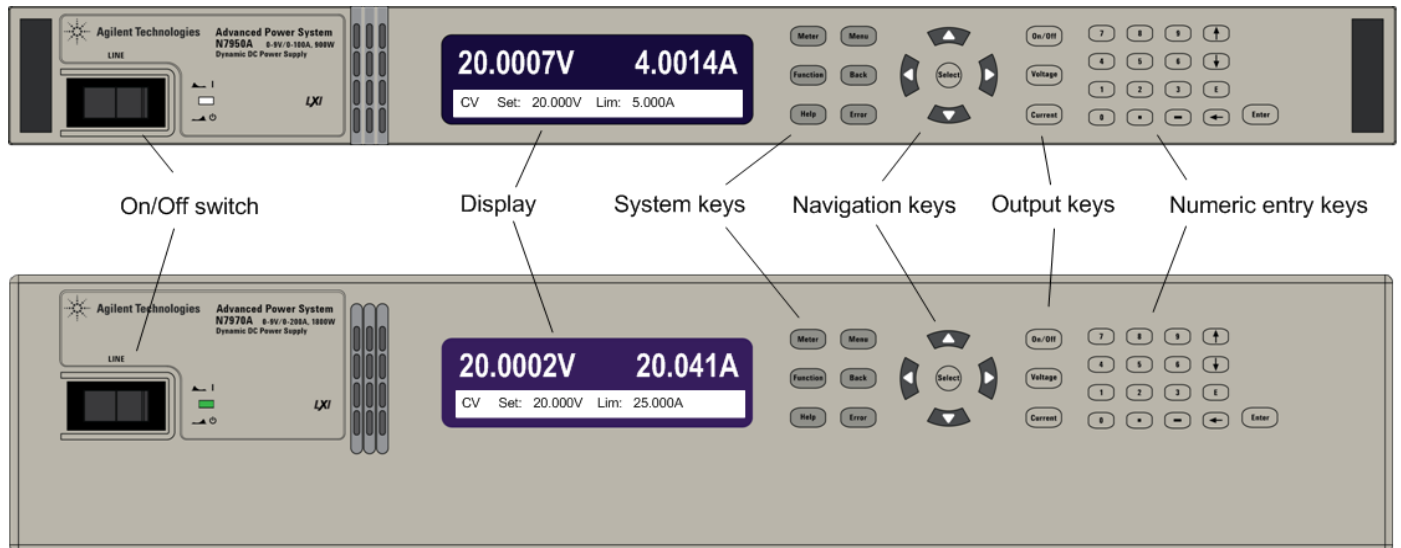 Agilent Technologies
Advanced Power System
N7950A 0-9V/0-100A, 900W
Dynamic DC Power Supply
LINE
I
LXI
20.0007V 4.0014A
CV Set: 20.000V Lim: 5.000A
Meter Menu
Function Back
Help Error
Select
On/Off
Voltage
Current
7 8 9
4 5 6
1 2 3 E
0 . - Enter
On/Off switch
Display
System keys
Navigation keys
Output keys
Numeric entry keys
Agilent Technologies
Advanced Power System
N7970A 0-9V/0-200A, 1800W
Dynamic DC Power Supply
LINE
I
LXI
20.0002V 20.041A
CV Set: 20.000V Lim: 25.000A
Meter Menu
Function Back
Help Error
Select
On/Off
Voltage
Current
7 8 9
4 5 6
1 2 3 E
0 . - Enter